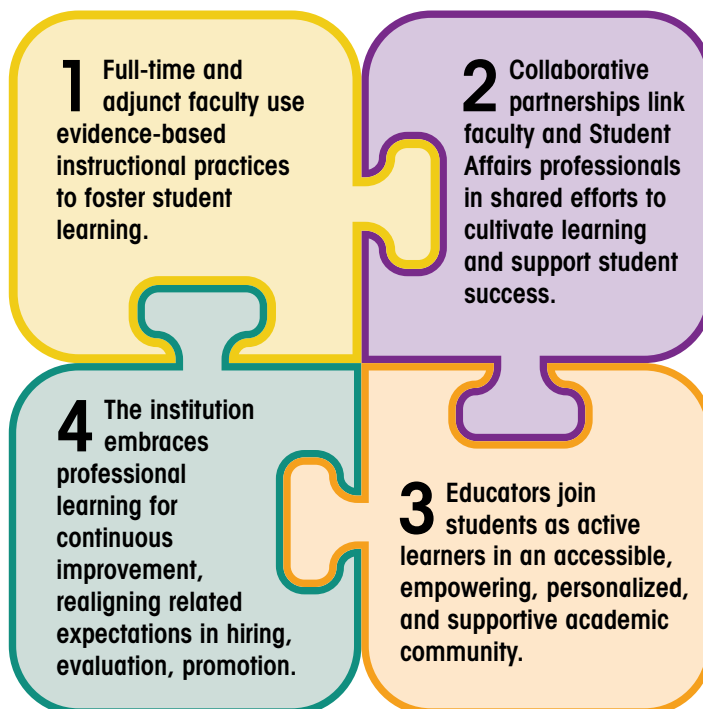 1 Full-time and
adjunct faculty use
evidence-based
instructional practices
to foster student
learning.
2 Collaborative
partnerships link
faculty and Student
Affairs professionals
in shared efforts to
cultivate learning
and support student
success.
3 Educators join
students as active
learners in an accessible,
empowering, personalized,
and supportive academic
community.
4 The institution
embraces
professional
learning for
continuous
improvement,
realigning related
expectations in hiring,
evaluation, promotion.